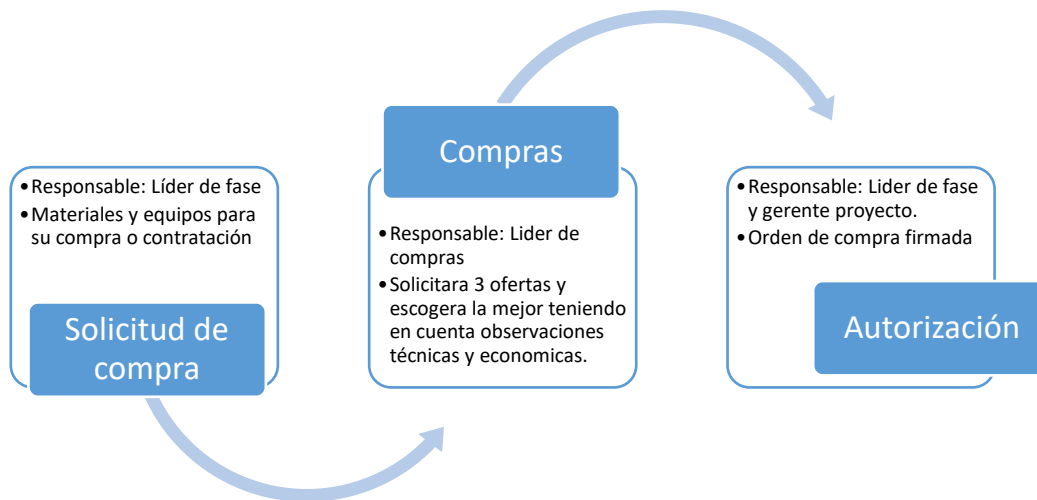 •Responsable: Líder de fase
•Materiales y equipos para
su compra o contratación
Solicitud de
compra
Compras
•Responsable: Lider de
compras
•Solicitara 3 ofertas y
escogera la mejor teniendo
en cuenta observaciones
técnicas y economicas.
•Responsable: Lider de fase
y gerente proyecto.
•Orden de compra firmada
Autorización